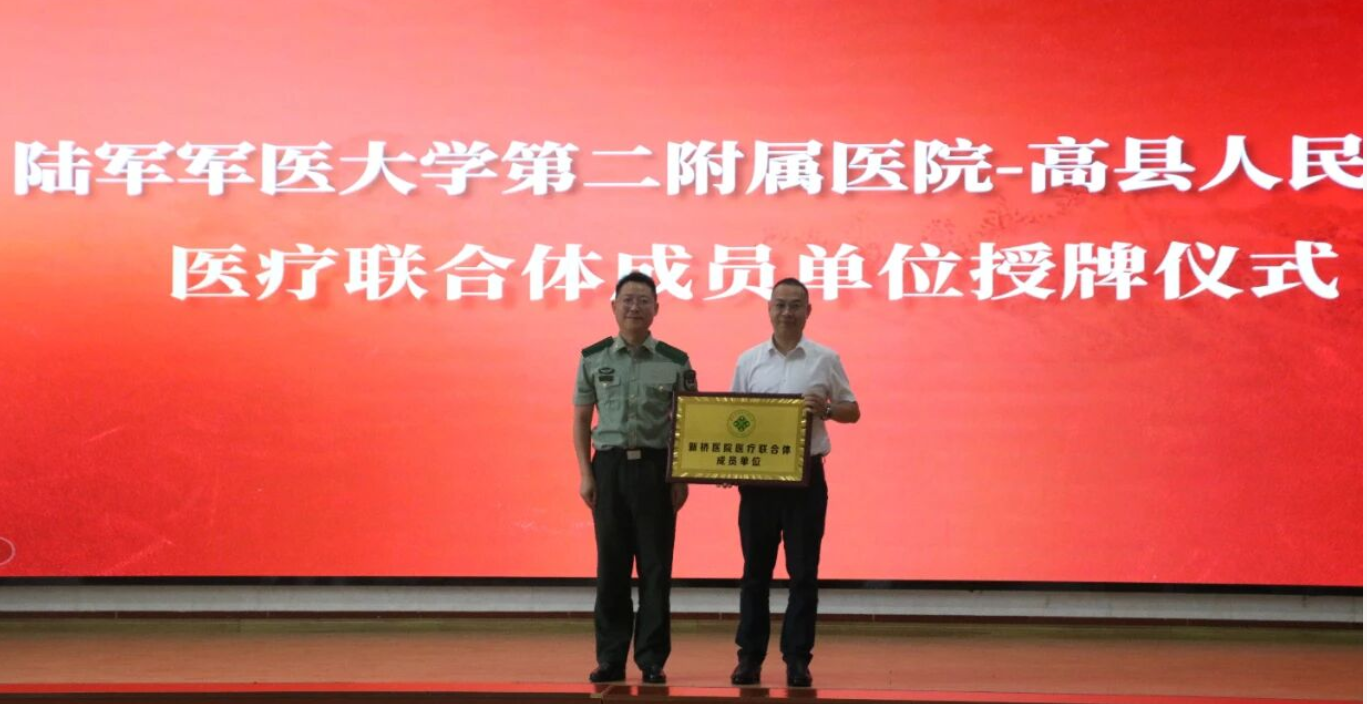 陆军军医大学第二附属医院-高县人民
医疗联合体成员单位授牌仪式
新桥医院医疗联合体
成员单位